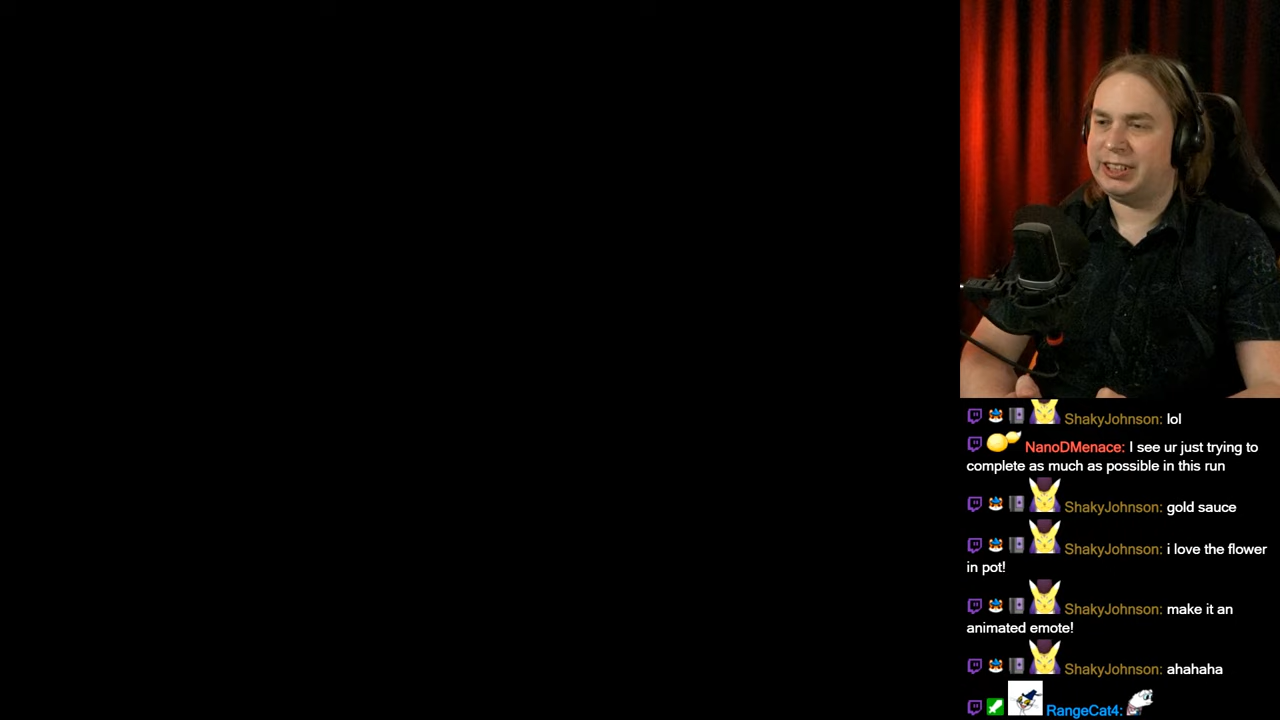 ShakyJohnson: lol
NanoDMenace: I see ur just trying to
complete as much as possible in this run
ShakyJohnson: gold sauce
ShakyJohnson: i love the flower
in pot!
ShakyJohnson: make it an
animated emote!
ShakyJohnson: ahahaha
RangeCat4: